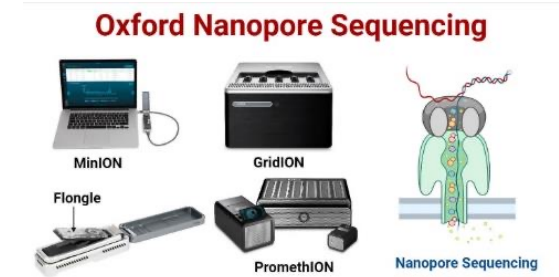 Oxford Nanopore Sequencing
MinION
GridION
Flongle
PromethION
Nanopore Sequencing